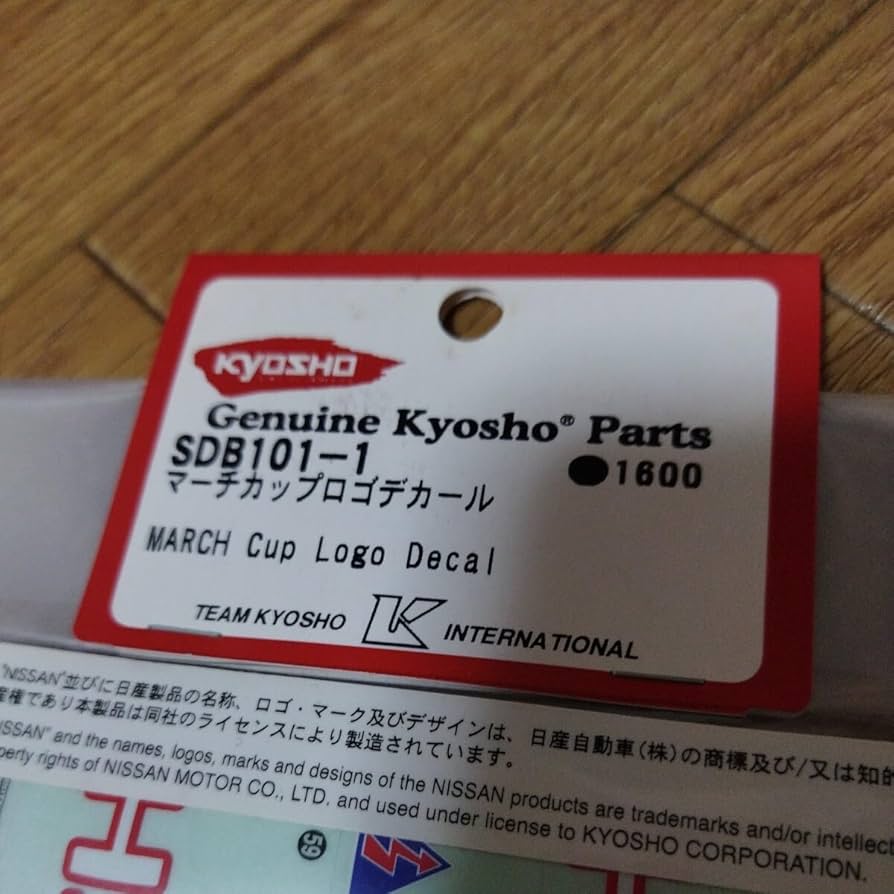 KYOSHO
Genuine Kyosho® Parts
SDB101-1
●1600
マーチカップロゴデカール
MARCH Cup Logo Decal
TEAM KYOSHO K INTERNATIONAL
"NISSAN"並びに日産製品の名称、ロゴ・マーク及びデザインは、日産自動車(株)の商標及び/又は知的
産権であり本製品は同社のライセンスにより製造されています。
NISSAN" and the names, logos, marks and designs of the NISSAN products are trademarks and/or intellect
perty rights of NISSAN MOTOR CO., LTD. and used under license to KYOSHO CORPORATION.
59